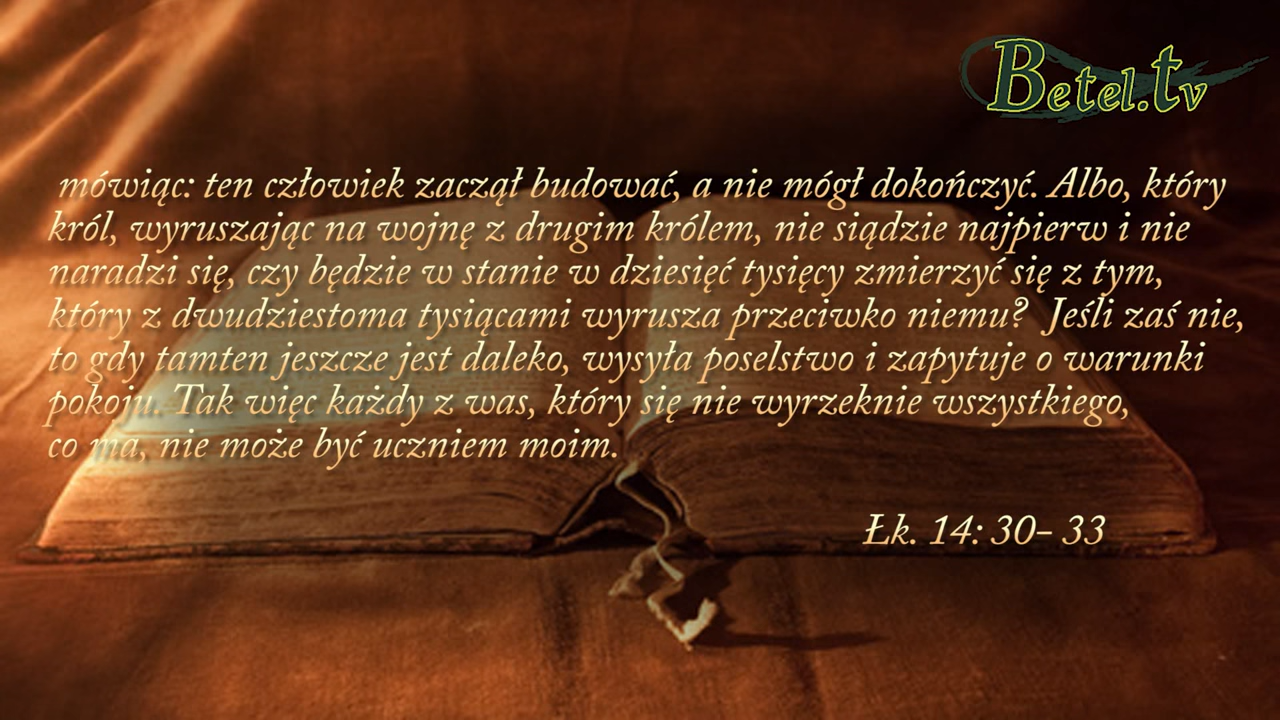 Betel.tv
mówiąc: ten człowiek zaczął budować, a nie mógł dokończyć. Albo, który
król, wyruszając na wojnę z drugim królem, nie siądzie najpierw i nie
naradzi się, czy będzie w stanie w dziesięć tysięcy zmierzyć się z tym,
który z dwudziestoma tysiącami wyrusza przeciwko niemu? Jeśli zaś nie,
to gdy tamten jeszcze jest daleko, wysyła poselstwo i zapytuje o warunki
pokoju. Tak więc każdy z was, który się nie wyrzeknie wszystkiego,
co ma, nie może być uczniem moim.
Łk. 14: 30- 33